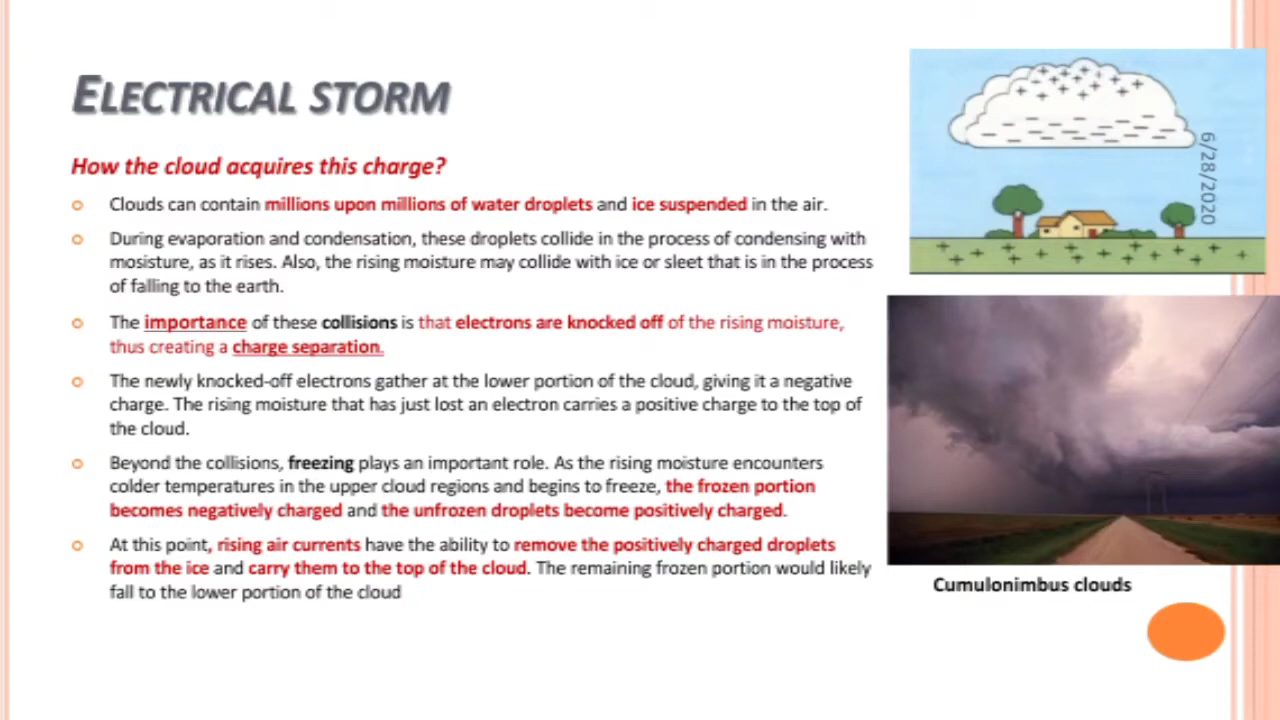 ELECTRICAL STORM
How the cloud acquires this charge?
Clouds can contain millions upon millions of water droplets and ice suspended in the air.
During evaporation and condensation, these droplets collide in the process of condensing with
mosisture, as it rises. Also, the rising moisture may collide with ice or sleet that is in the process
of falling to the earth.
The importance of these collisions is that electrons are knocked off of the rising moisture,
thus creating a charge separation.
The newly knocked-off electrons gather at the lower portion of the cloud, giving it a negative
charge. The rising moisture that has just lost an electron carries a positive charge to the top of
the cloud.
Beyond the collisions, freezing plays an important role. As the rising moisture encounters
colder temperatures in the upper cloud regions and begins to freeze, the frozen portion
becomes negatively charged and the unfrozen droplets become positively charged.
At this point, rising air currents have the ability to remove the positively charged droplets
from the ice and carry them to the top of the cloud. The remaining frozen portion would likely
fall to the lower portion of the cloud
6/28/2020
Cumulonimbus clouds